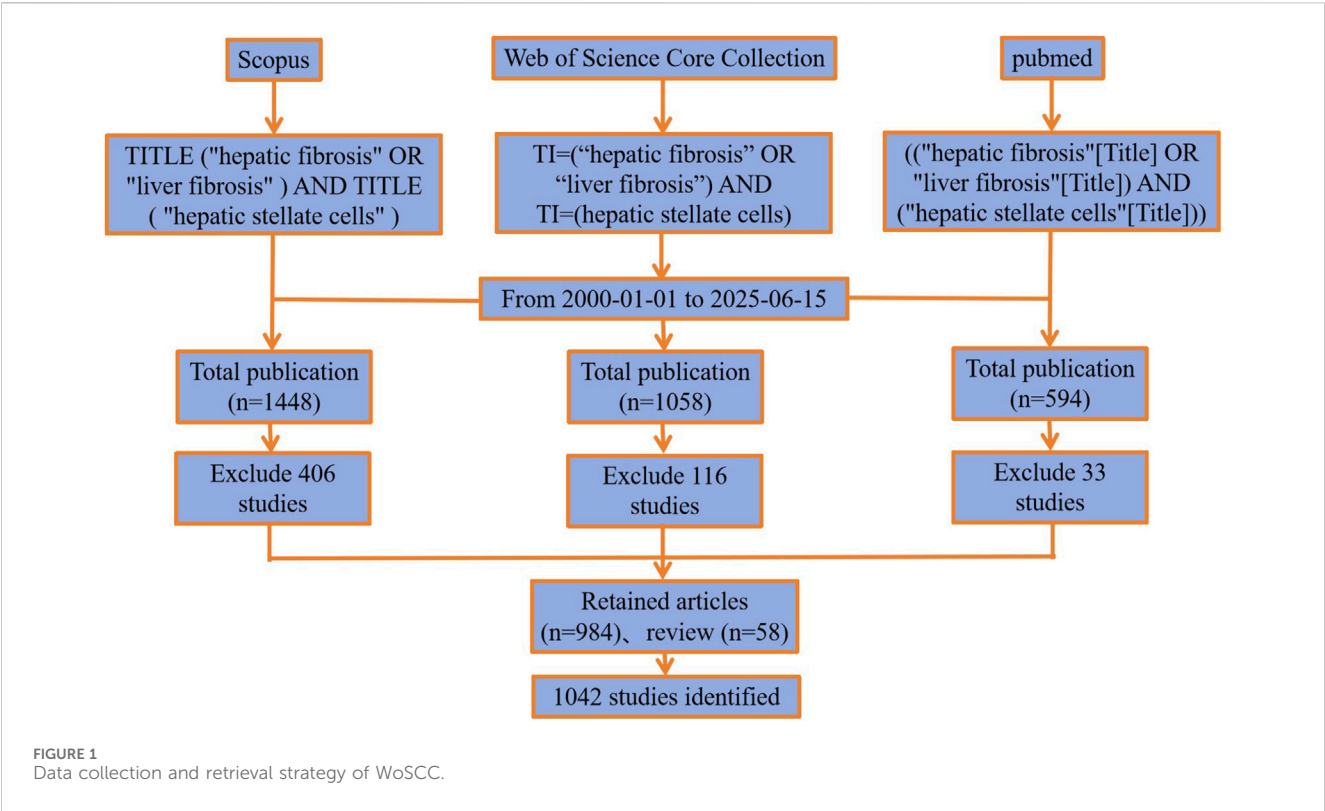 Scopus
Web of Science Core Collection
pubmed
TITLE ("hepatic fibrosis" OR
"liver fibrosis" ) AND TITLE
( "hepatic stellate cells" )
TI=(“hepatic fibrosis” OR
“liver fibrosis”) AND
TI=(hepatic stellate cells)
(("hepatic fibrosis"[Title] OR
"liver fibrosis"[Title]) AND
("hepatic stellate cells"[Title]))
From 2000-01-01 to 2025-06-15
Total publication
(n=1448)
Total publication
(n=1058)
Total publication
(n=594)
Exclude 406
studies
Exclude 116
studies
Exclude 33
studies
Retained articles
(n=984)、review (n=58)
1042 studies identified
FIGURE 1
Data collection and retrieval strategy of WoSCC.